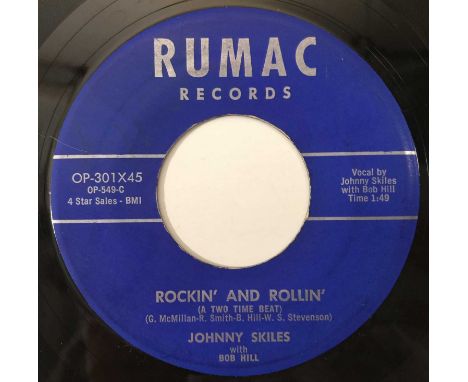 RUMAC
RECORDS
OP-301X45
OP-549-C
4 Star Sales - BMI
Vocal by
Johnny Skiles
with Bob Hill
Time 1:49
ROCKIN' AND ROLLIN'
(A TWO TIME BEAT)
(G. McMillan-R. Smith-B. Hill-W. S. Stevenson)
JOHNNY SKILES
with
BOB HILL